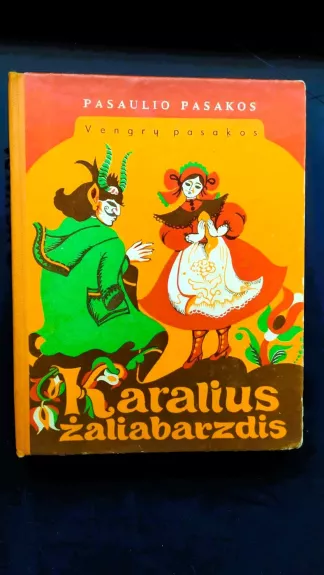 PASAULIO PASAKOS
Vengrų pasakos
Karalius
žaliabarzdis